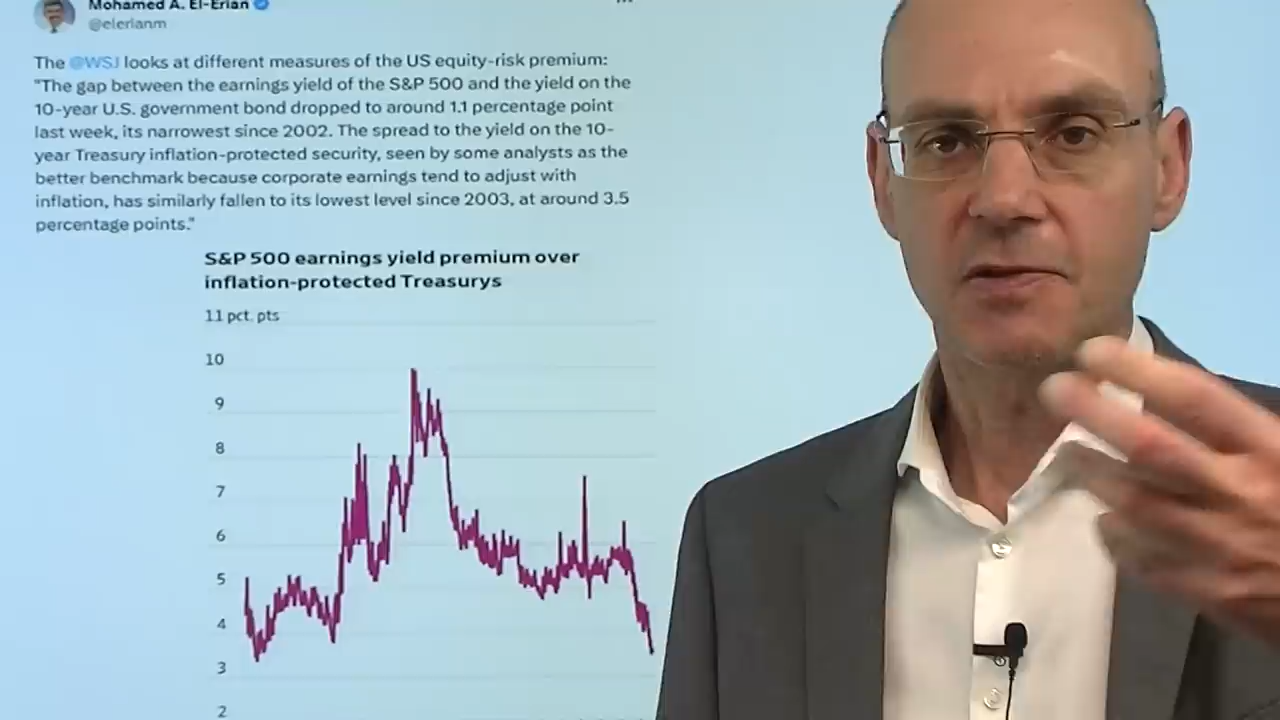 Mohamed A. El-Erian
@elerianm
The @WSJ looks at different measures of the US equity-risk premium:
"The gap between the earnings yield of the S&P 500 and the yield on the
10-year U.S. government bond dropped to around 1.1 percentage point
last week, its narrowest since 2002. The spread to the yield on the 10-
year Treasury inflation-protected security, seen by some analysts as the
better benchmark because corporate earnings tend to adjust with
inflation, has similarly fallen to its lowest level since 2003, at around 3.5
percentage points."
S&P 500 earnings yield premium over
inflation-protected Treasurys
11 pct. pts
10
9
8
7
6
5
4
3
2